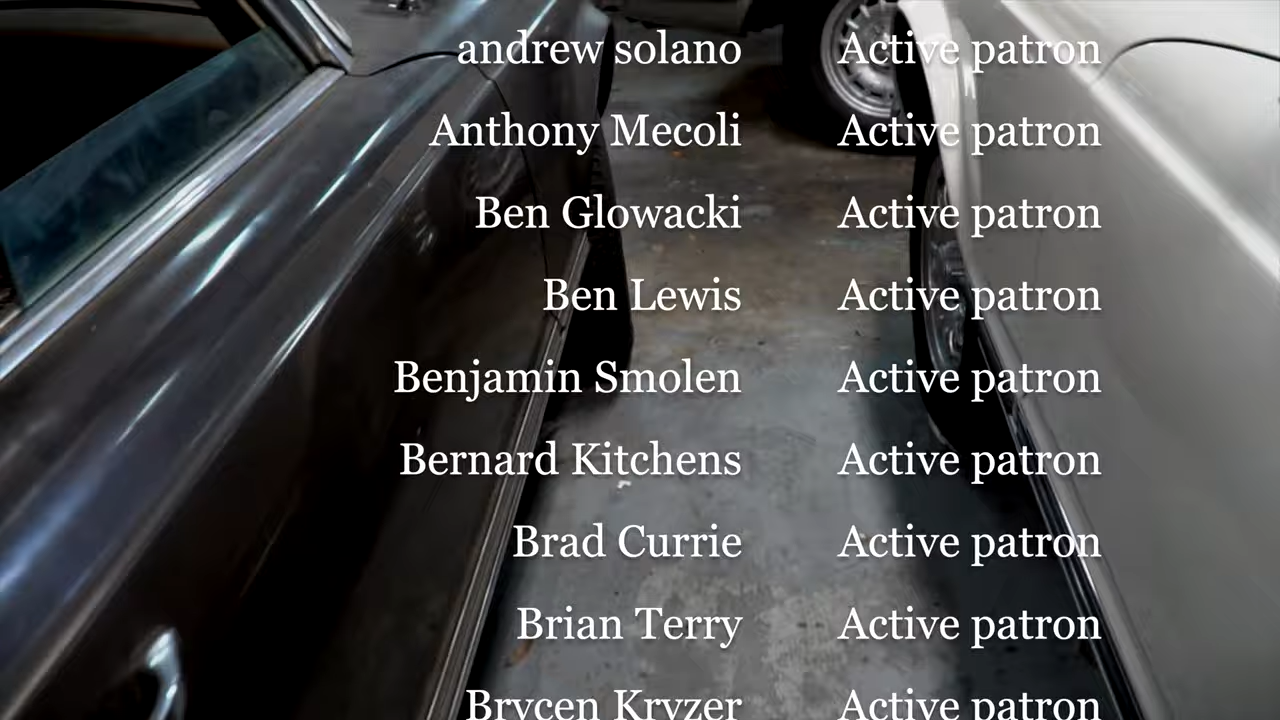 andrew solano Active patron
Anthony Mecoli Active patron
Ben Glowacki Active patron
Ben Lewis Active patron
Benjamin Smolen Active patron
Bernard Kitchens Active patron
Brad Currie Active patron
Brian Terry Active patron
Brycen Kryzer Active patron